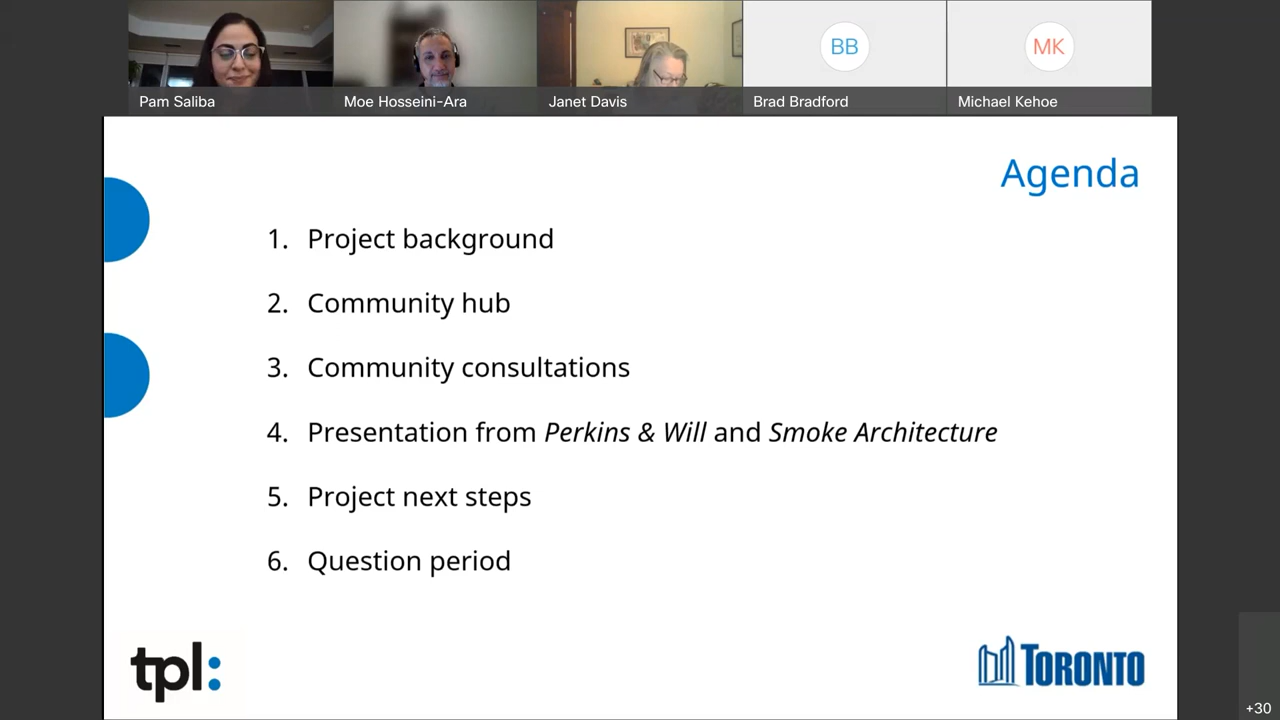 BB
MK
Pam Saliba
Moe Hosseini-Ara
Janet Davis
Brad Bradford
Michael Kehoe
Agenda
1. Project background
2. Community hub
3. Community consultations
4. Presentation from Perkins & Will and Smoke Architecture
5. Project next steps
6. Question period
tpl:
TORONTO
+30